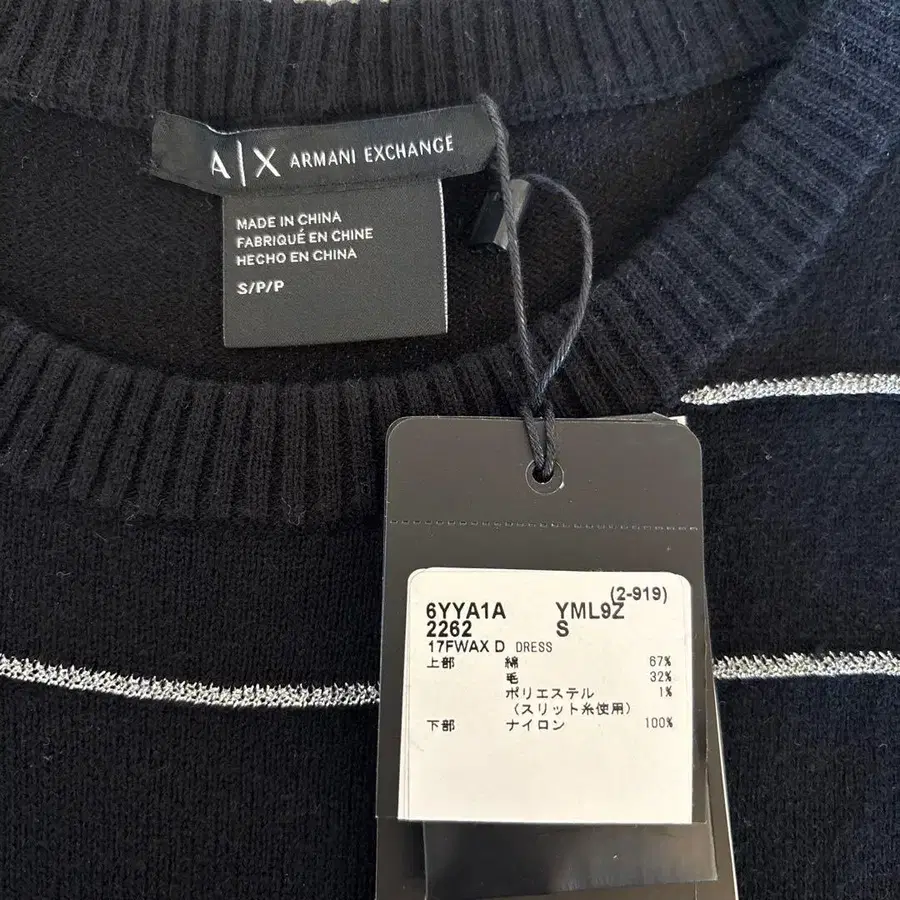 A|X ARMANI EXCHANGE
MADE IN CHINA
FABRIQUÉ EN CHINE
HECHO EN CHINA
S/P/P
(2-919)
6YYA1A YML9Z
2262 S
17FWAX D DRESS
上部 綿 67%
毛 32%
ポリエステル 1%
(スリット糸使用)
下部 ナイロン 100%